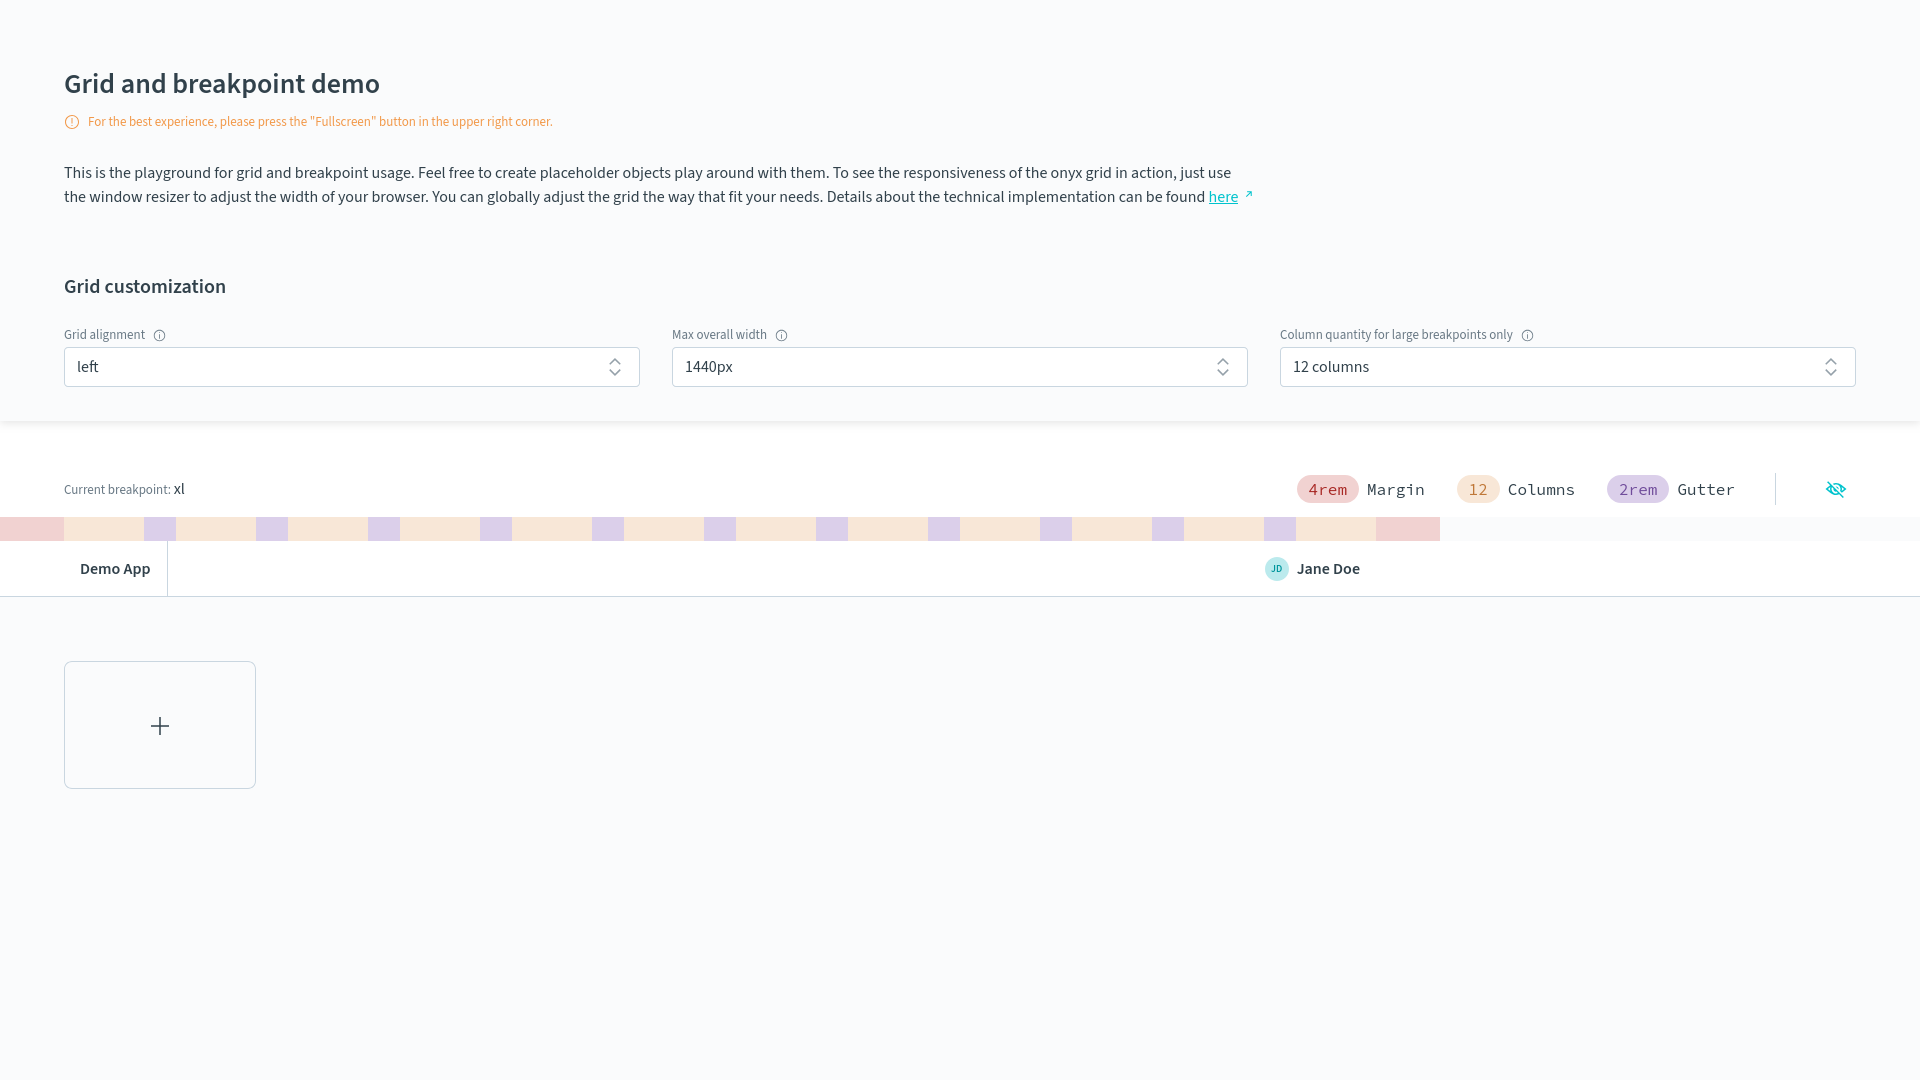 Grid and breakpoint demo
For the best experience, please press the "Fullscreen" button in the upper right corner.
This is the playground for grid and breakpoint usage. Feel free to create placeholder objects play around with them. To see the responsiveness of the onyx grid in action, just use
the window resizer to adjust the width of your browser. You can globally adjust the grid the way that fit your needs. Details about the technical implementation can be found here
Grid customization
Grid alignment Max overall width Column quantity for large breakpoints only
left 1440px 12 columns
Current breakpoint: xl 4rem Margin 12 Columns 2rem Gutter
Demo App JD Jane Doe